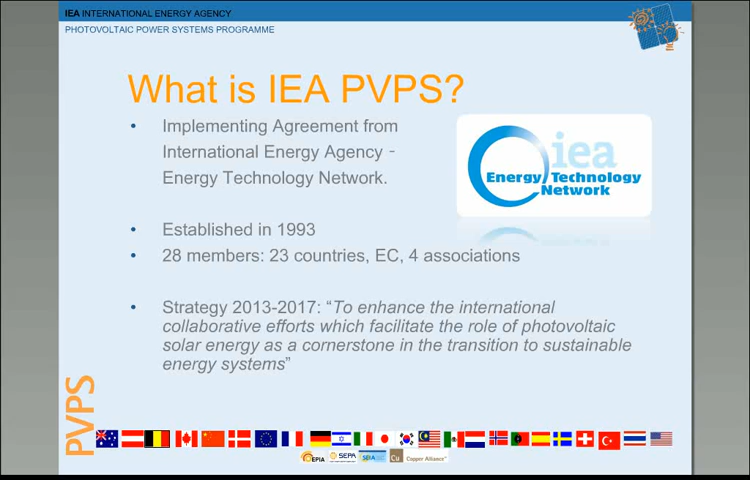 IEA INTERNATIONAL ENERGY AGENCY
PHOTOVOLTAIC POWER SYSTEMS PROGRAMME
What is IEA PVPS?
• Implementing Agreement from
International Energy Agency -
Energy Technology Network.
iea
Energy Technology
Network
• Established in 1993
• 28 members: 23 countries, EC, 4 associations
• Strategy 2013-2017: “To enhance the international
collaborative efforts which facilitate the role of photovoltaic
solar energy as a cornerstone in the transition to sustainable
energy systems”
PVPS
EPIA
SEPA
SEIA
Cu
Copper Alliance